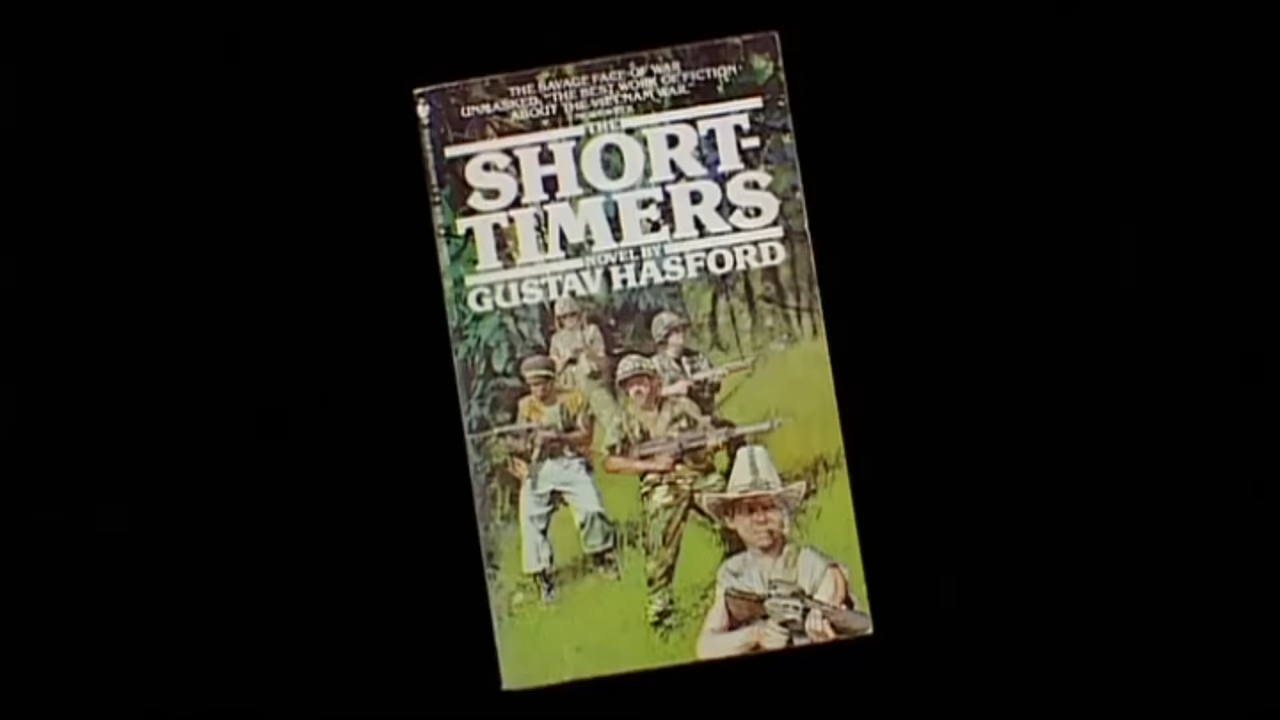 THE SAVAGE FACE OF WAR
UNMASKED. "THE BEST WORK OF FICTION
ABOUT THE VIETNAM WAR."
THE
SHORT-
TIMERS
NOVEL BY
GUSTAV HASFORD